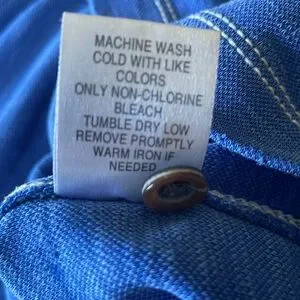 MACHINE WASH
COLD WITH LIKE
COLORS
ONLY NON-CHLORINE
BLEACH
TUMBLE DRY LOW
REMOVE PROMPTLY
WARM IRON IF
NEEDED